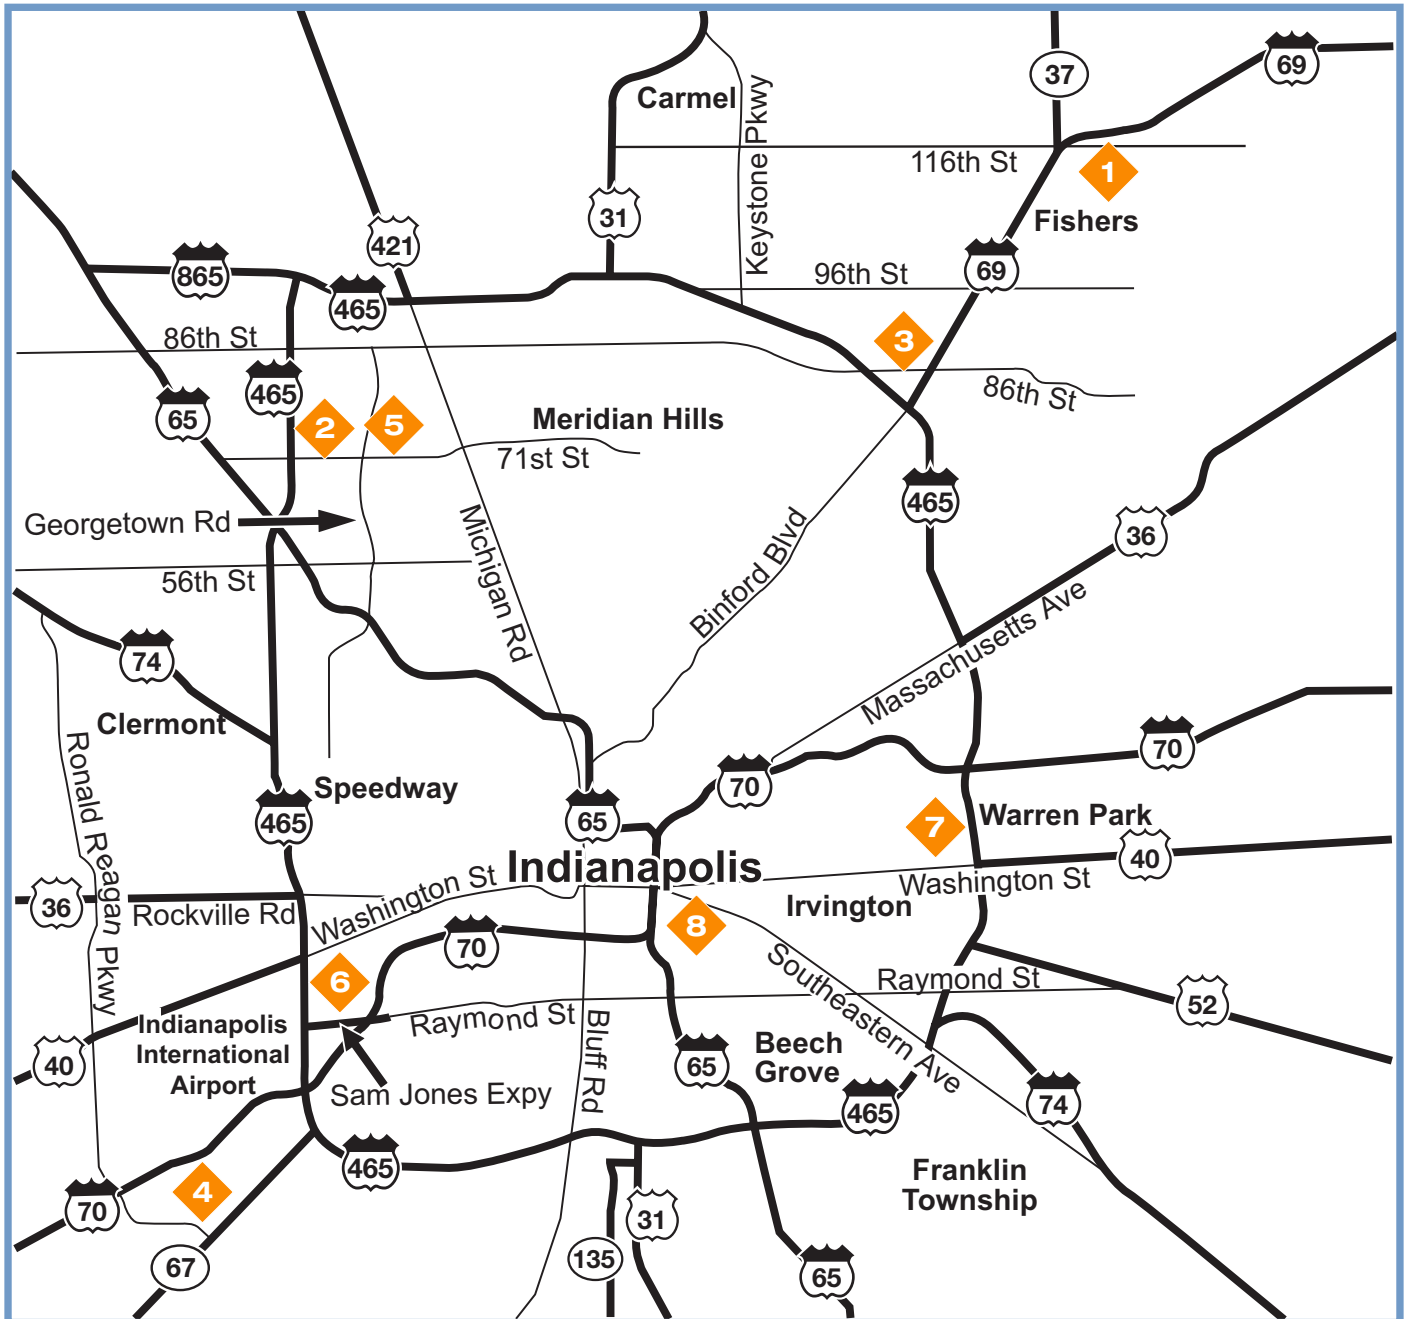 69
37
Carmel
Keystone Pkwy
116th St
1
Fishers
31
421
69
865
96th St
465
86th St
3
465
86th St
65
2
5
Meridian Hills
71st St
465
Georgetown Rd
36
Michigan Rd
Binford Blvd
56th St
Massachusetts Ave
74
Clermont
Ronald Reagan Pkwy
70
70
Speedway
465
65
7
Warren Park
40
Indianapolis
Washington St
Washington St
36
Rockville Rd
Irvington
8
70
Southeastern Ave
Raymond St
6
52
Indianapolis
International
Airport
Raymond St
Bluff Rd
Beech
Grove
40
65
Sam Jones Expy
465
74
465
Franklin
Township
4
70
31
67
135
65